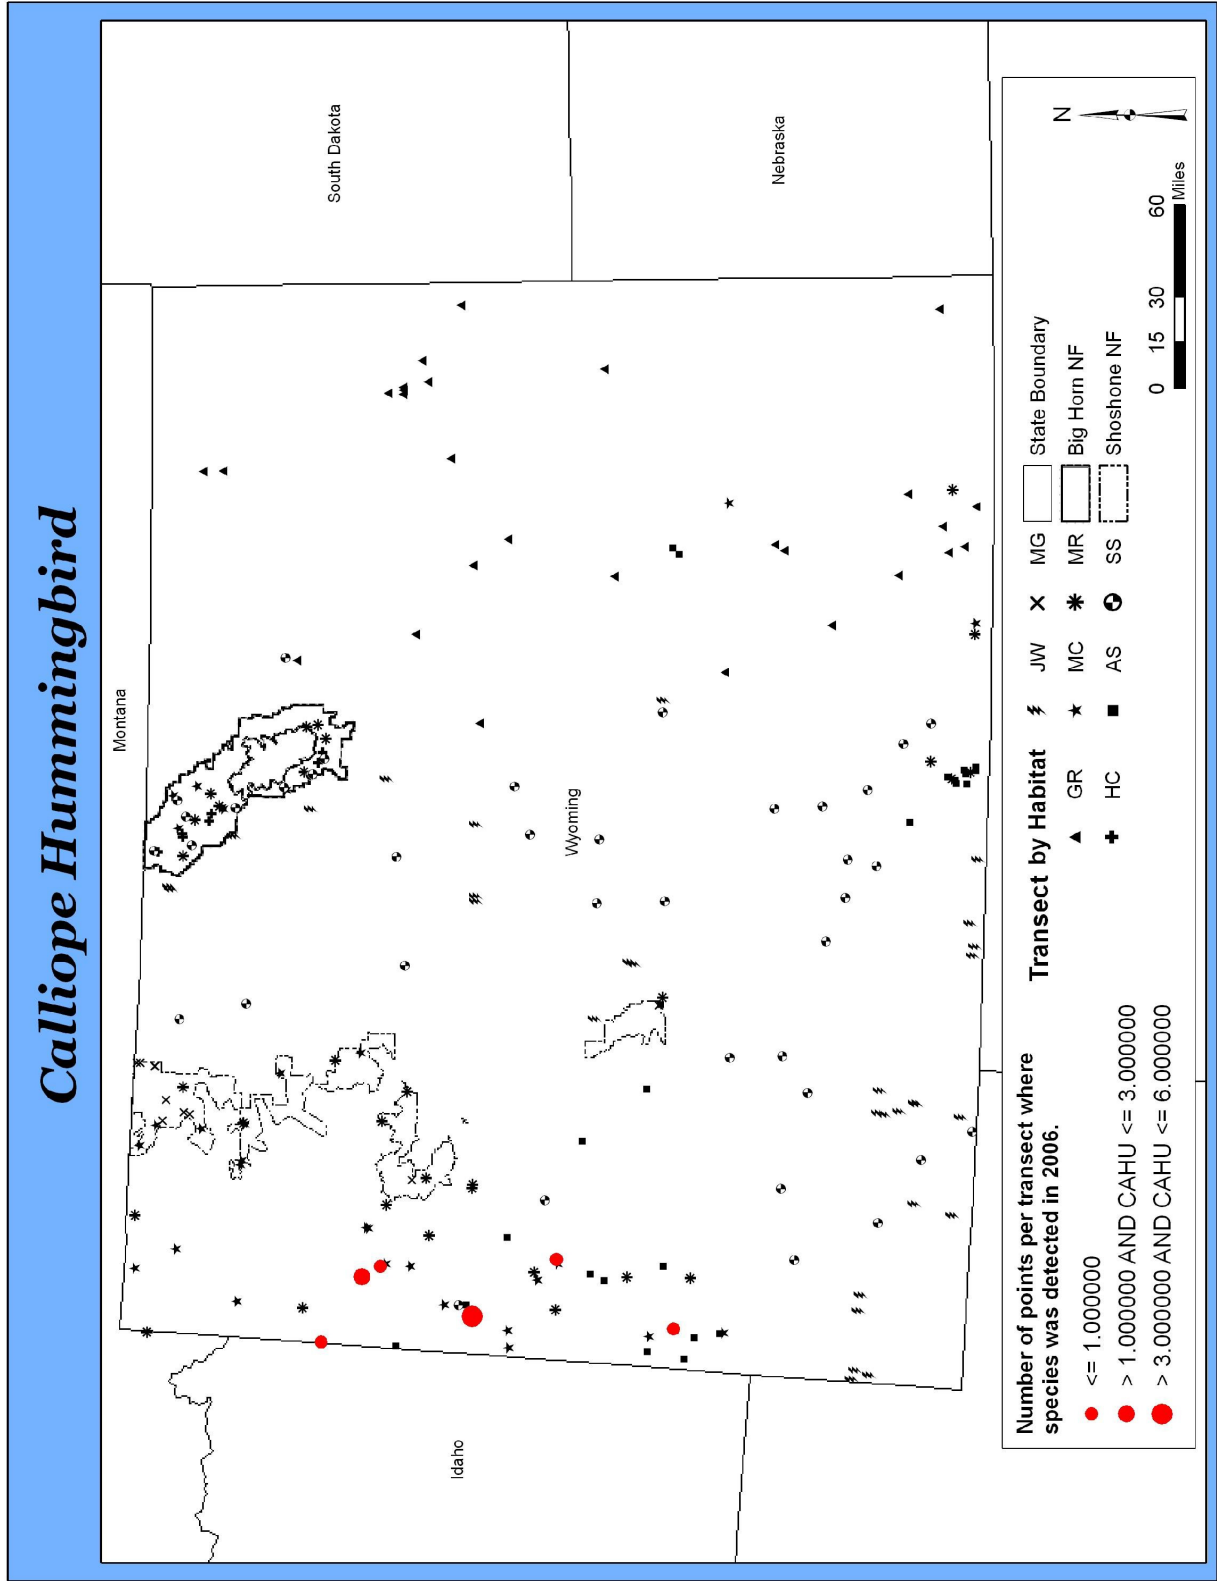 Calliope Hummingbird
Montana
South Dakota
Wyoming
Idaho
Nebraska
Number of points per transect where
species was detected in 2006.
<= 1.000000
> 1.000000 AND CAHU <= 3.000000
> 3.000000 AND CAHU <= 6.000000
Transect by Habitat
GR JW MG State Boundary
MC MR Big Horn NF
HC AS SS Shoshone NF
N
0 15 30 60
Miles